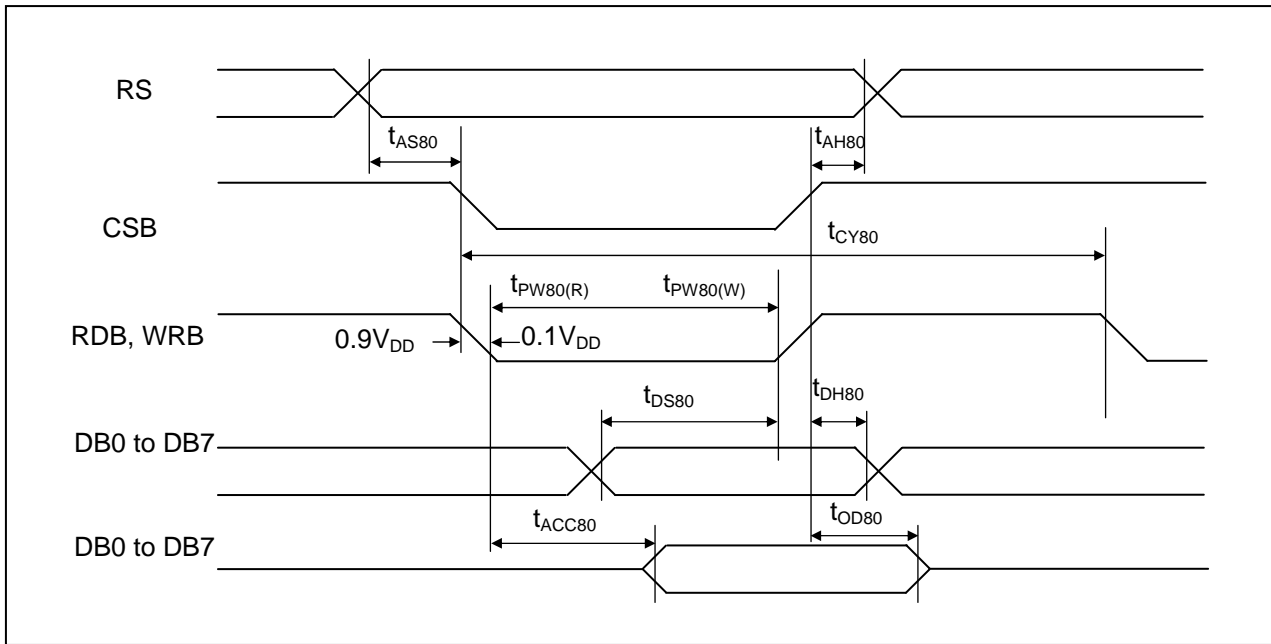 RS
tAS80
tAH80
CSB
tCY80
tPW80(R) tPW80(W)
RDB, WRB
0.9VDD 0.1VDD
tDS80
tDH80
DB0 to DB7
tACC80
tOD80
DB0 to DB7